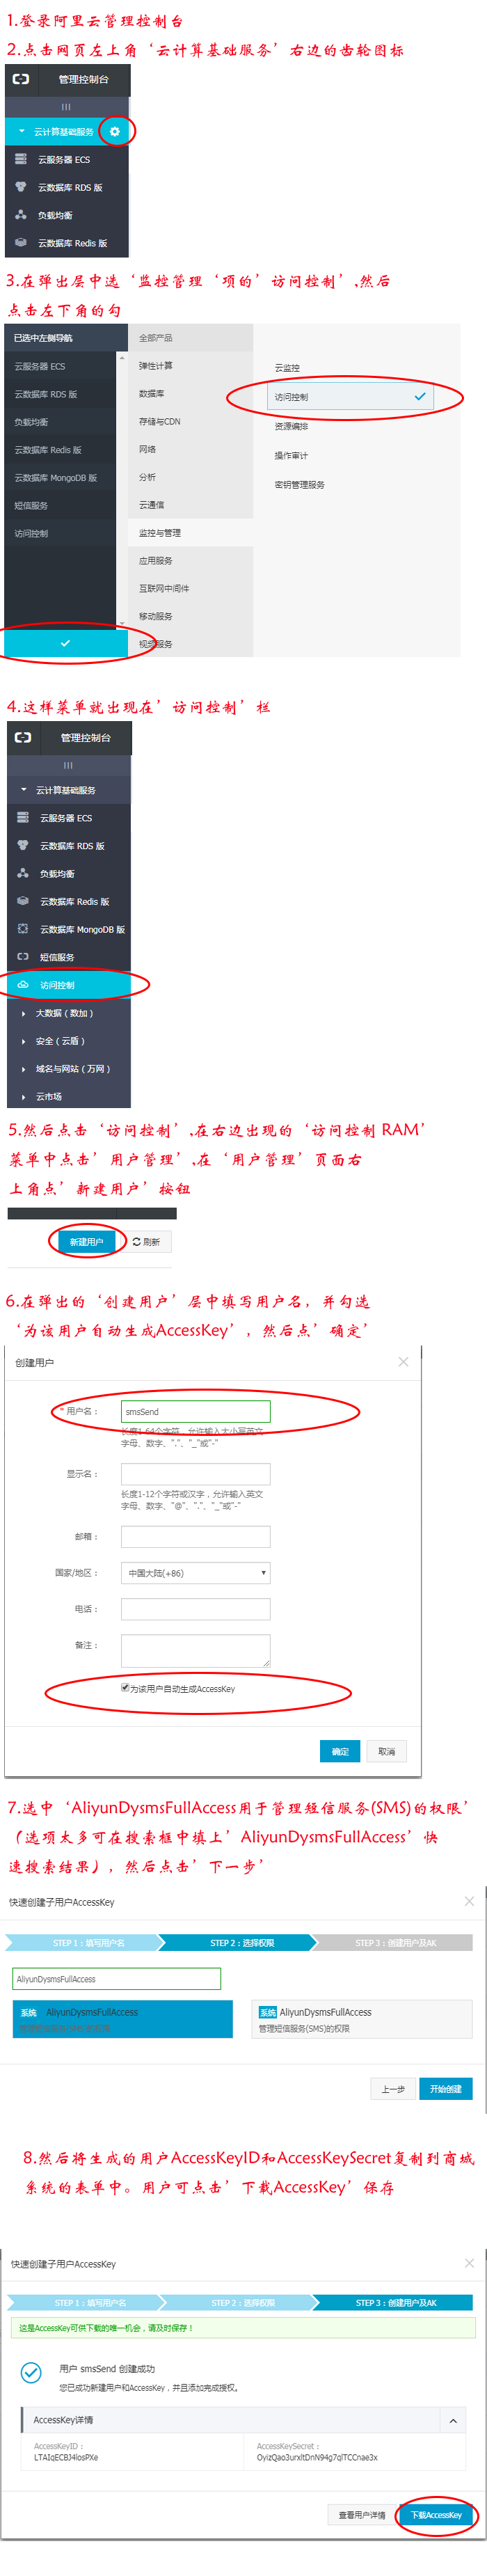 1.登录阿里云管理控制台
2.点击网页左上角‘云计算基础服务’右边的齿轮图标
管理控制台
云计算基础服务
云服务器 ECS
云数据库 RDS 版
负载均衡
云数据库 Redis 版
3.在弹出层中选‘监控管理‘项的’访问控制’,然后
点击左下角的勾
已选中左侧导航
云服务器 ECS
云数据库 RDS 版
负载均衡
云数据库 Redis 版
云数据库 MongoDB 版
短信服务
访问控制
全部产品
弹性计算
数据库
存储与CDN
网络
分析
云通信
监控与管理
应用服务
互联网中间件
移动服务
视频服务
云监控
访问控制
资源编排
操作审计
密钥管理服务
4.这样菜单就出现在’访问控制’栏
管理控制台
云计算基础服务
云服务器 ECS
云数据库 RDS 版
负载均衡
云数据库 Redis 版
云数据库 MongoDB 版
短信服务
访问控制
大数据（数加）
安全（云盾）
域名与网站（万网）
云市场
5.然后点击‘访问控制’,在右边出现的‘访问控制 RAM’
菜单中点击’用户管理’,在‘用户管理’页面右
上角点’新建用户’按钮
新建用户
刷新
6.在弹出的‘创建用户’层中填写用户名，并勾选
‘为该用户自动生成AccessKey’，然后点’确定’
创建用户
* 用户名：
smsSend
长度1-64个字符，允许输入大小写英文
字母、数字、"."、"_"或"-"
显示名：
长度1-12个字符或汉字，允许输入英文
字母、数字、"@"、"."、"_"或"-"
邮箱：
国家/地区：
中国大陆(+86)
电话：
备注：
为该用户自动生成AccessKey
确定
取消
7.选中‘AliyunDysmsFullAccess用于管理短信服务(SMS)的权限’
（选项太多可在搜索框中填上’AliyunDysmsFullAccess’快
速搜索结果），然后点击’下一步’
快速创建子用户AccessKey
STEP 1：填写用户名
STEP 2：选择权限
STEP 3：创建用户及AK
AliyunDysmsFullAccess
系统 AliyunDysmsFullAccess
管理短信服务(SMS)的权限
系统 AliyunDysmsFullAccess
管理短信服务(SMS)的权限
上一步
开始创建
8.然后将生成的用户AccessKeyID和AccessKeySecret复制到商城
系统的表单中。用户可点击’下载AccessKey’保存
快速创建子用户AccessKey
STEP 1：填写用户名
STEP 2：选择权限
STEP 3：创建用户及AK
这是AccessKey可供下载的唯一机会，请及时保存！
用户 smsSend 创建成功
您已成功新建用户和AccessKey，并且添加完成授权。
AccessKey详情
AccessKeyID：
LTAIqECBJ4losPXe
AccessKeySecret：
OyizQao3urxltDnN94g7qlTCCnae3x
查看用户详情
下载AccessKey